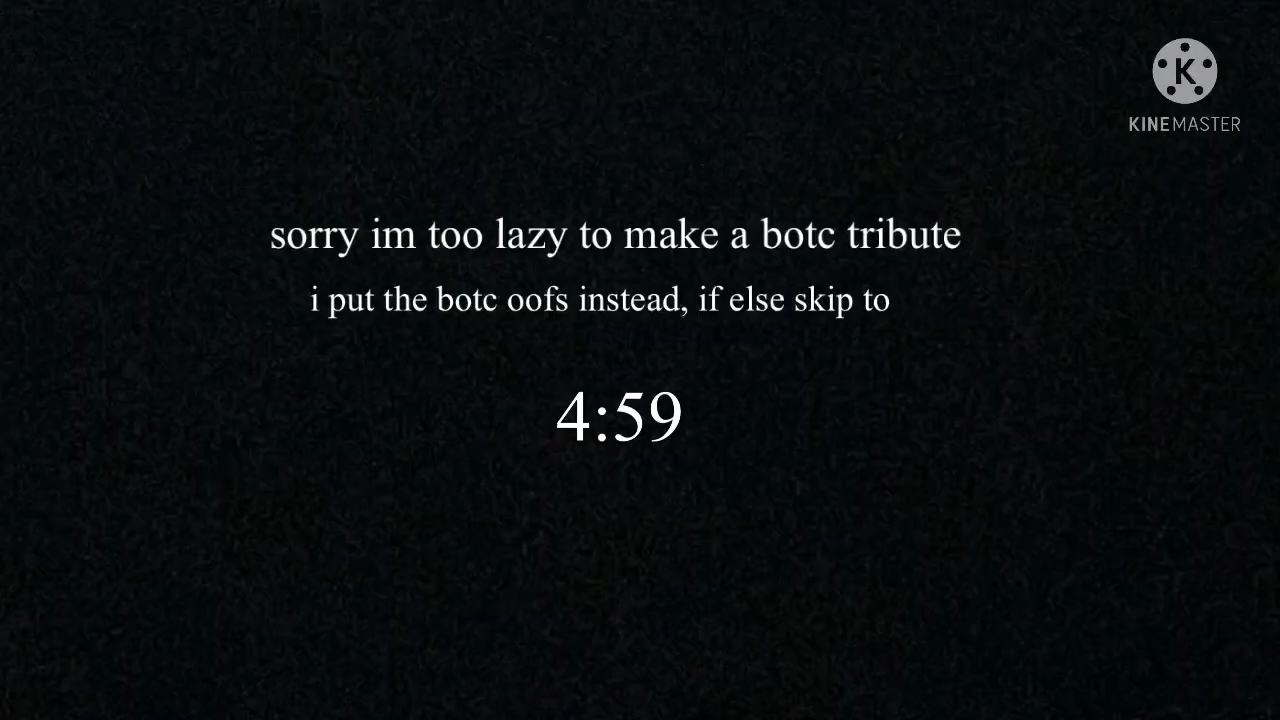 KINEMASTER
sorry im too lazy to make a botc tribute
i put the botc oofs instead, if else skip to
4:59